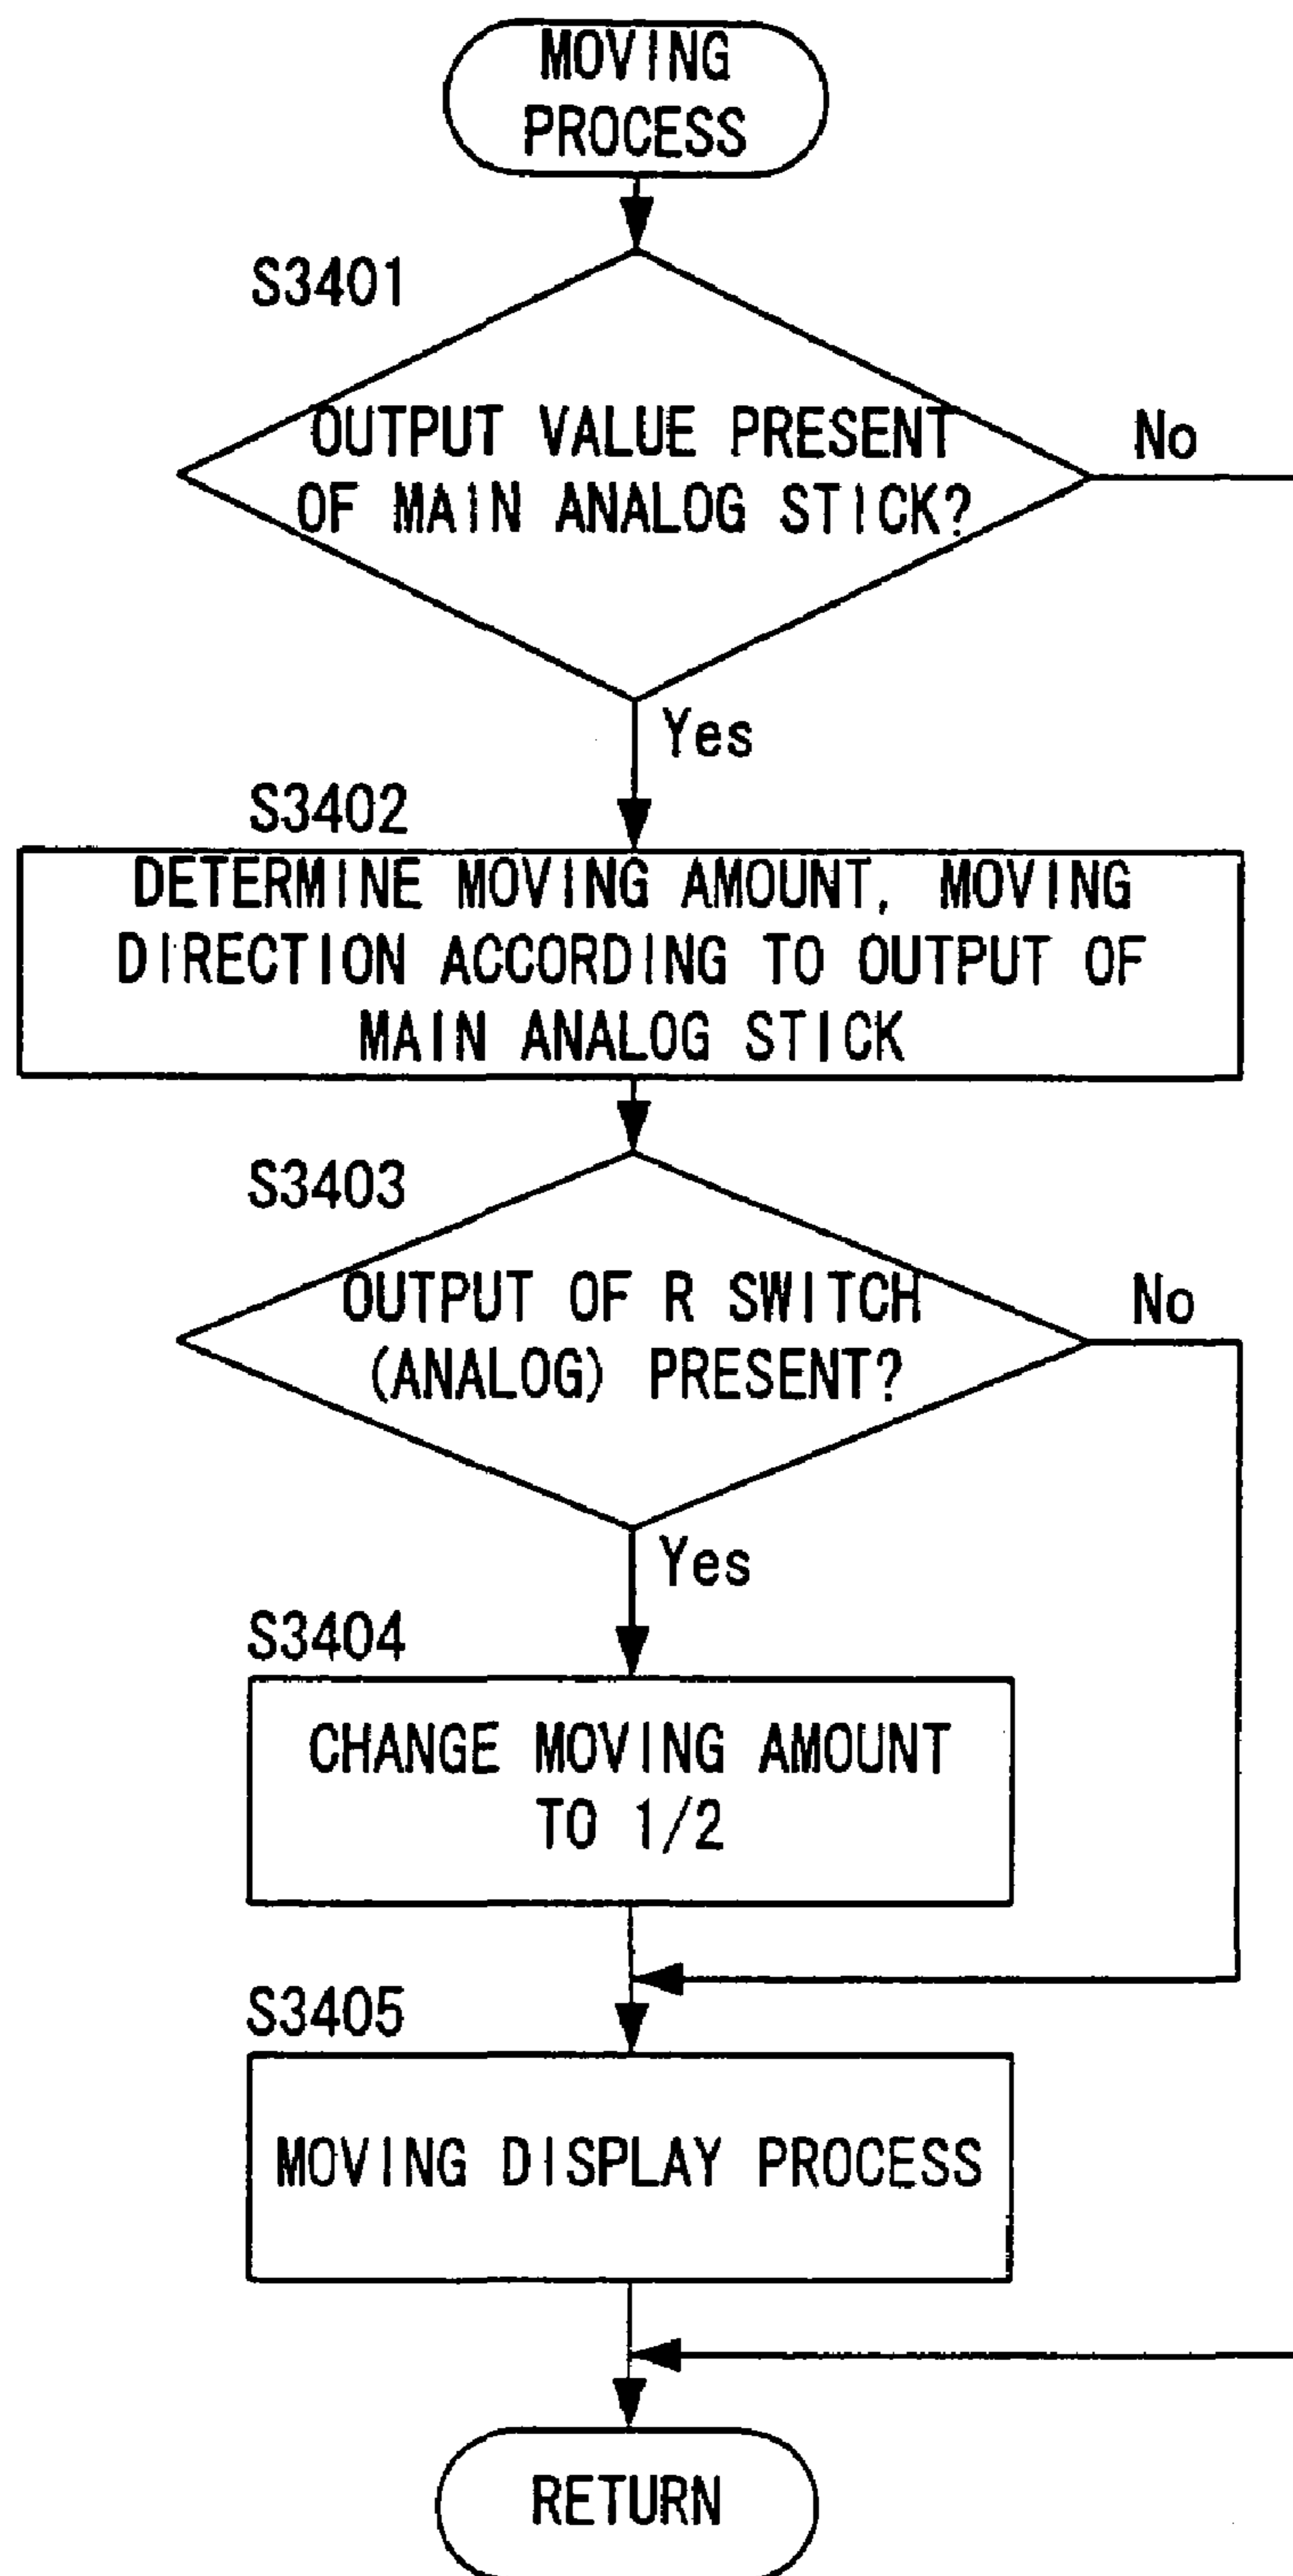 MOVING
PROCESS
S3401
OUTPUT VALUE PRESENT
OF MAIN ANALOG STICK?
No
Yes
S3402
DETERMINE MOVING AMOUNT, MOVING
DIRECTION ACCORDING TO OUTPUT OF
MAIN ANALOG STICK
S3403
OUTPUT OF R SWITCH
(ANALOG) PRESENT?
No
Yes
S3404
CHANGE MOVING AMOUNT
TO 1/2
S3405
MOVING DISPLAY PROCESS
RETURN